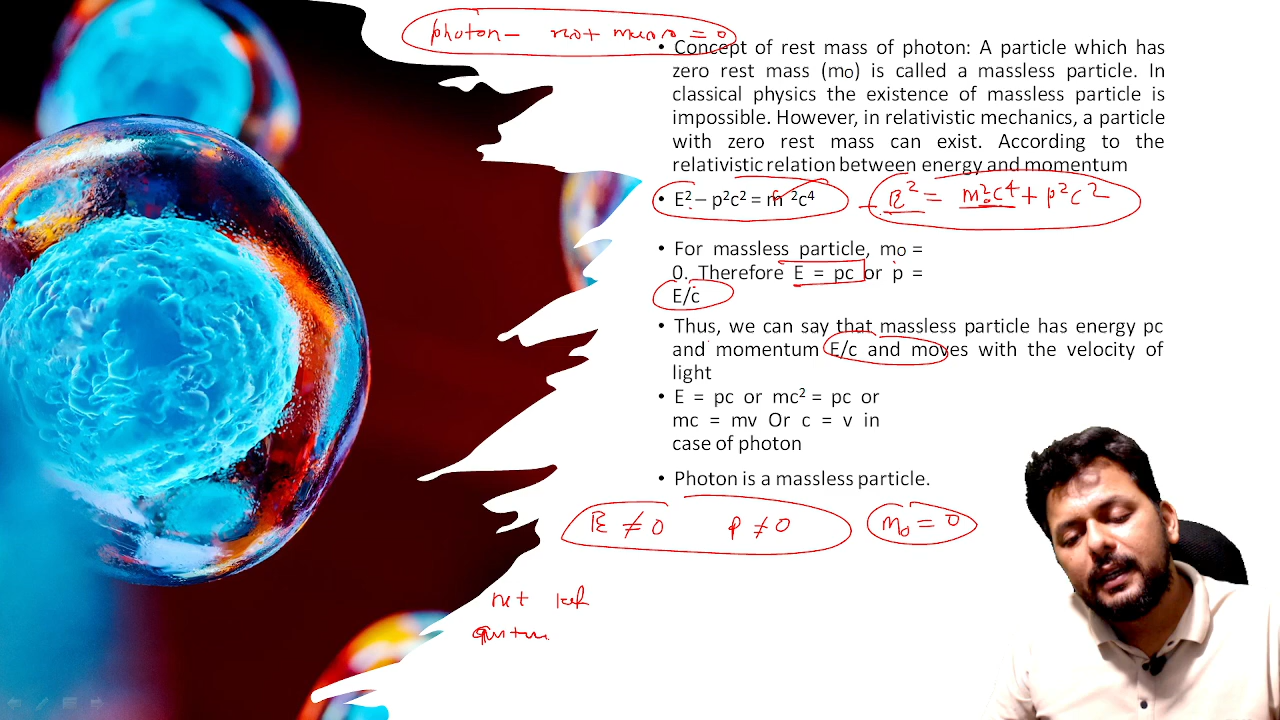 photon –
= 0
• Concept of rest mass of photon: A particle which has
zero rest mass (mo) is called a massless particle. In
classical physics the existence of massless particle is
impossible. However, in relativistic mechanics, a particle
with zero rest mass can exist. According to the
relativistic relation between energy and momentum
• E² – p²c² = m ²c⁴
E² = m₀²c⁴ + p²c²
• For massless particle, mo =
0. Therefore E = pc or p =
E/c
• Thus, we can say that massless particle has energy pc
and momentum E/c and moves with the velocity of
light
• E = pc or mc² = pc or
mc = mv Or c = v in
case of photon
• Photon is a massless particle.
E ≠ 0 p ≠ 0 m₀ = 0